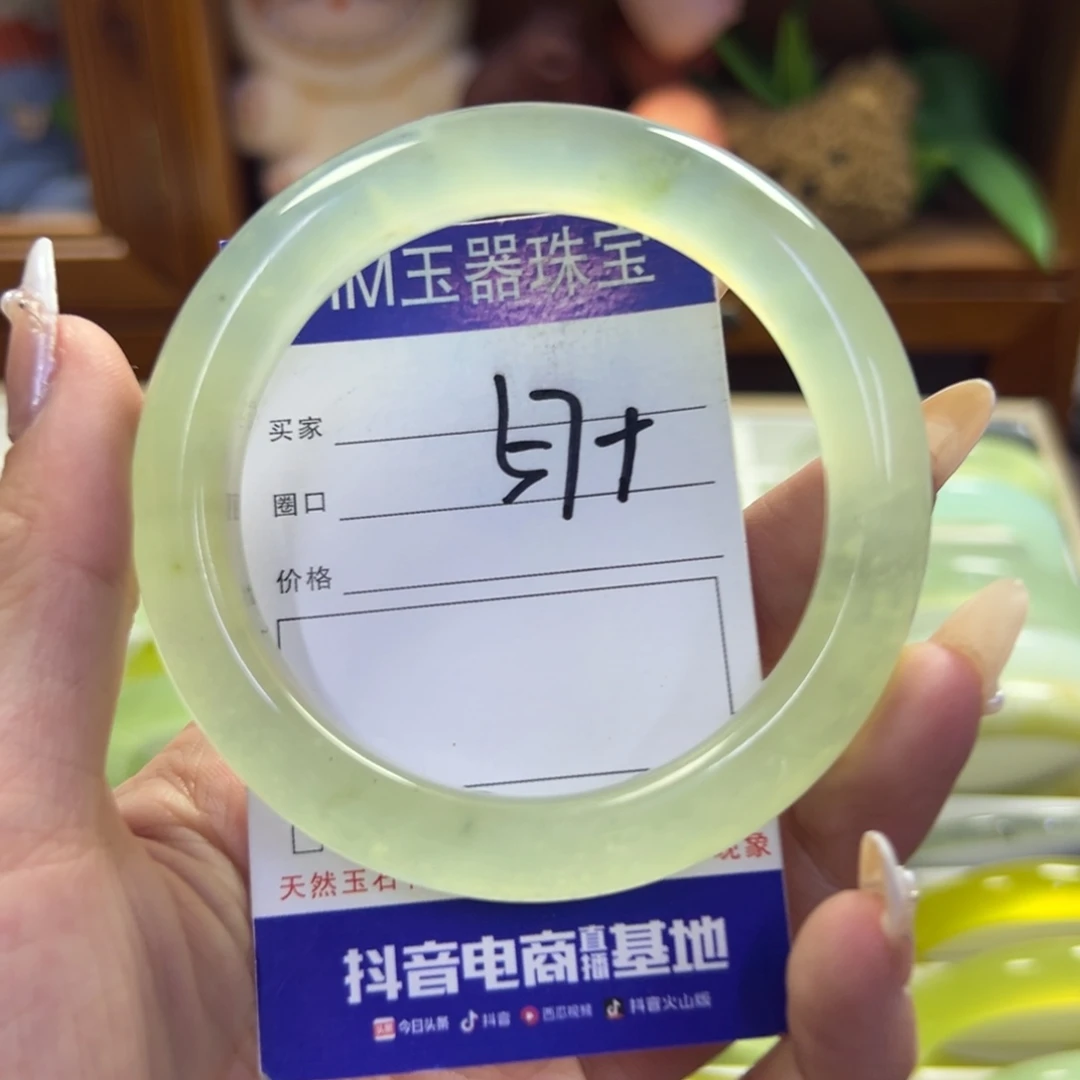 M玉器珠宝
买家
57+
圈口
价格
天然玉石 现象
抖音电商直播基地
头条 今日头条 抖音 西瓜视频 抖音火山版